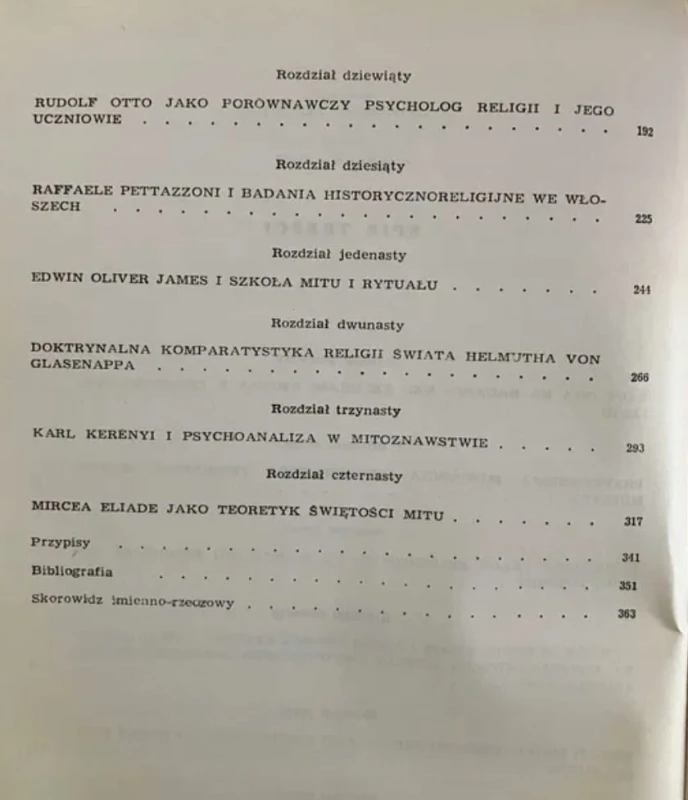 Rozdział dziewiąty
RUDOLF OTTO JAKO PORÓWNAWCZY PSYCHOLOG RELIGII I JEGO
UCZNIOWIE . . . . . . . . . . . . . . . . . . . 192
Rozdział dziesiąty
RAFFAELE PETTAZZONI I BADANIA HISTORYCZNORELIGIJNE WE WŁO-
SZECH . . . . . . . . . . . . . . . . . . . . 225
Rozdział jedenasty
EDWIN OLIVER JAMES I SZKOŁA MITU I RYTUAŁU . . . . . . 244
Rozdział dwunasty
DOKTRYNALNA KOMPARATYSTYKA RELIGII ŚWIATA HELMUTHA VON
GLASENAPPA . . . . . . . . . . . . . . . . . . 266
Rozdział trzynasty
KARL KERENYI I PSYCHOANALIZA W MITOZNAWSTWIE . . . . . 293
Rozdział czternasty
MIRCEA ELIADE JAKO TEORETYK ŚWIĘTOŚCI MITU . . . . . . 317
Przypisy . . . . . . . . . . . . . . . . . . . 341
Bibliografia . . . . . . . . . . . . . . . . . . 351
Skorowidz imienno-rzeczowy . . . . . . . . . . . . . 363